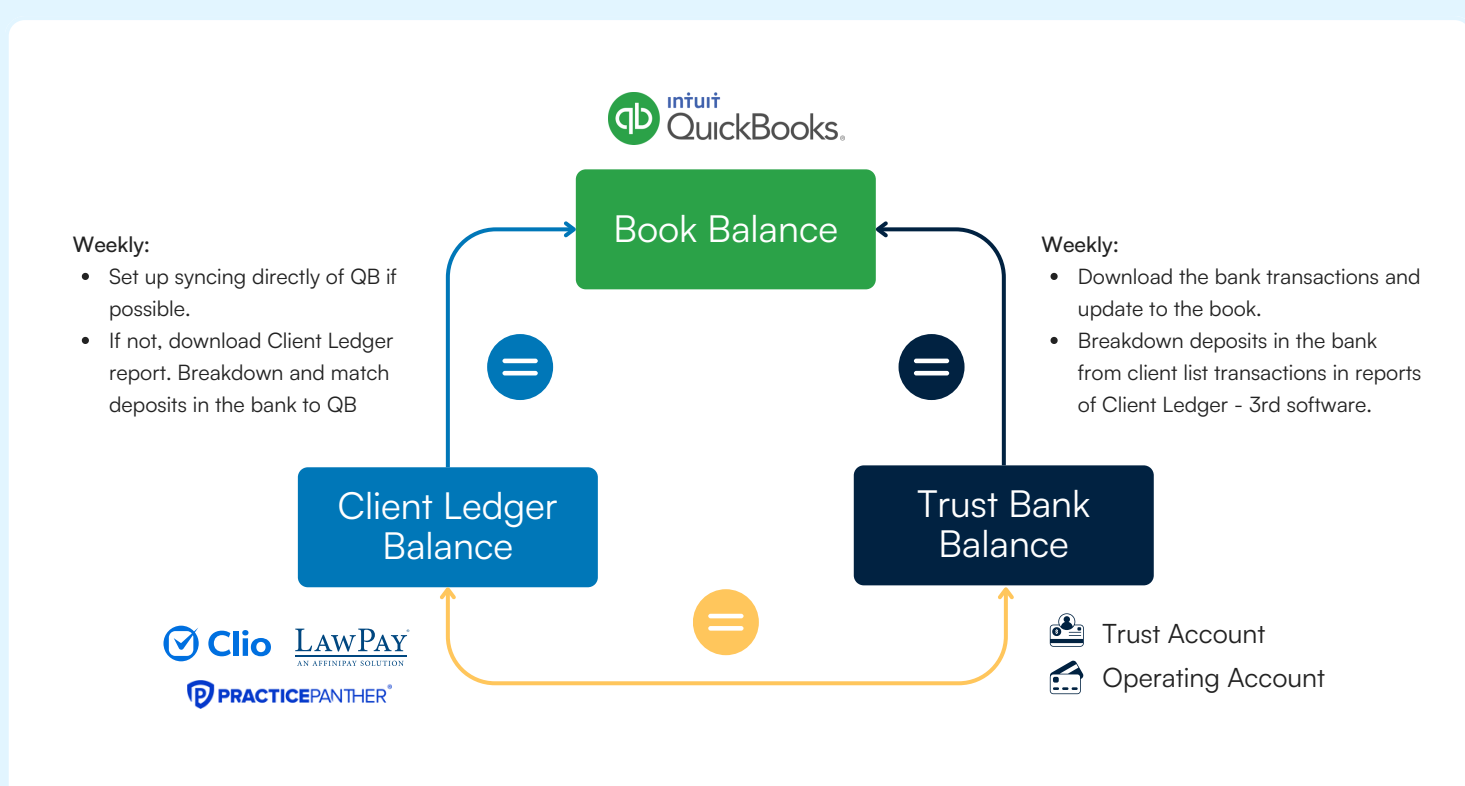 ıntuıt
QuickBooks®
Book Balance
Weekly:
• Set up syncing directly of QB if
possible.
• If not, download Client Ledger
report. Breakdown and match
deposits in the bank to QB
Weekly:
• Download the bank transactions and
update to the book.
• Breakdown deposits in the bank
from client list transactions in reports
of Client Ledger - 3rd software.
Client Ledger
Balance
Trust Bank
Balance
Clio
LAWPAY®
AN AFFINIPAY SOLUTION
PRACTICEPANTHER®
Trust Account
Operating Account